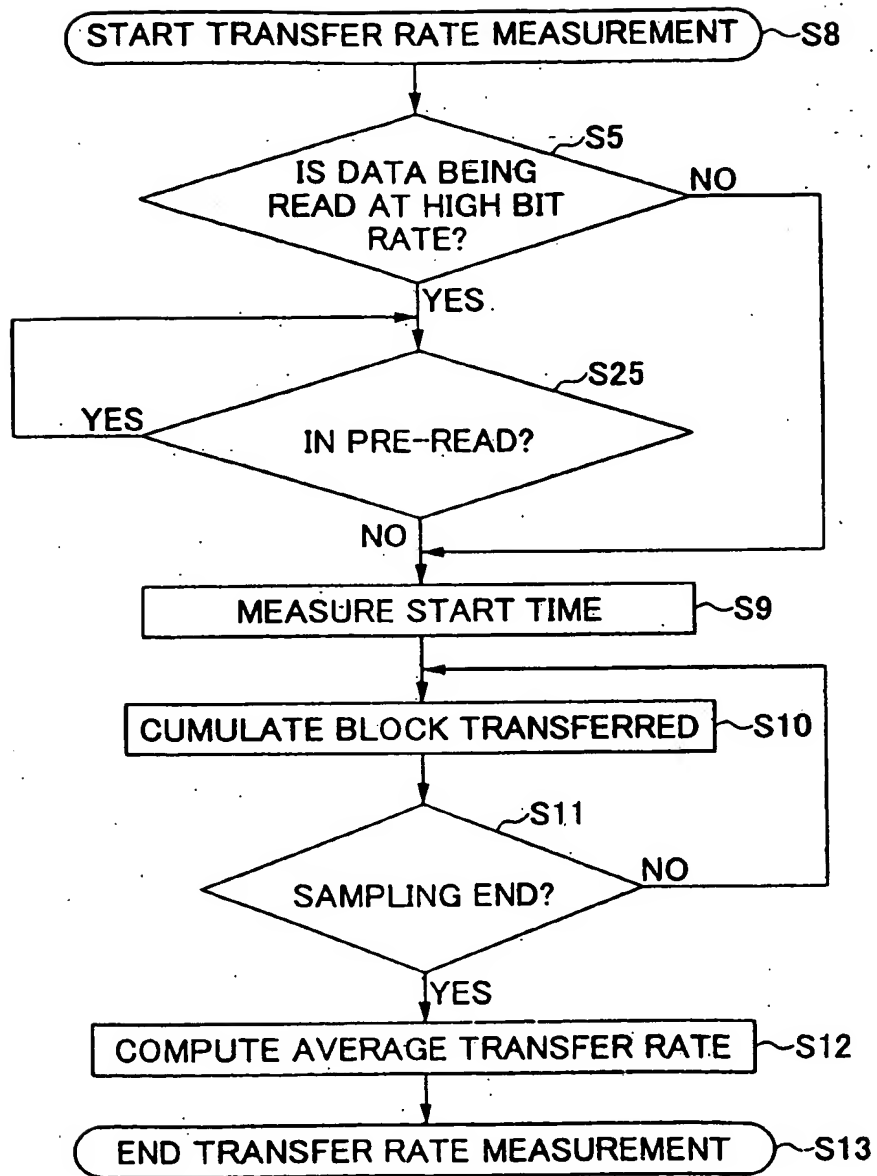 START TRANSFER RATE MEASUREMENT
S8
S5
IS DATA BEING
READ AT HIGH BIT
RATE?
NO
YES
S25
YES
IN PRE-READ?
NO
MEASURE START TIME
S9
CUMULATE BLOCK TRANSFERRED
S10
S11
NO
SAMPLING END?
YES
COMPUTE AVERAGE TRANSFER RATE
S12
END TRANSFER RATE MEASUREMENT
S13